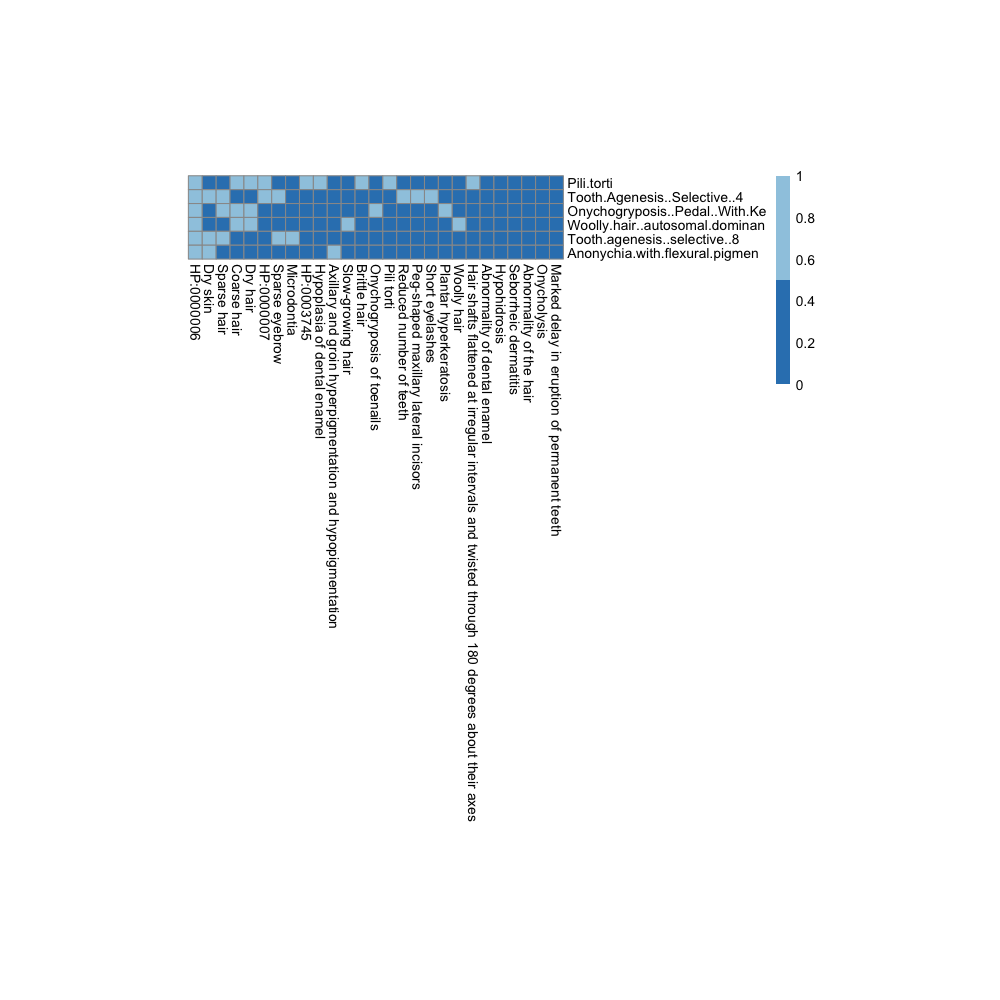 Pili.torti
Tooth.Agenesis..Selective..4
Onychogryposis..Pedal..With.Ke
Woolly.hair..autosomal.dominan
Tooth.agenesis..selective..8
Anonychia.with.flexural.pigmen
1
0.8
0.6
0.4
0.2
0
HP:0000006
Dry skin
Sparse hair
Coarse hair
Dry hair
HP:0000007
Sparse eyebrow
Microdontia
HP:0003745
Hypoplasia of dental enamel
Axillary and groin hyperpigmentation and hypopigmentation
Slow-growing hair
Brittle hair
Onychogryposis of toenails
Pili torti
Reduced number of teeth
Peg-shaped maxillary lateral incisors
Short eyelashes
Plantar hyperkeratosis
Woolly hair
Hair shafts flattened at irregular intervals and twisted through 180 degrees about their axes
Abnormality of dental enamel
Hypohidrosis
Seborrheic dermatitis
Abnormality of the hair
Onycholysis
Marked delay in eruption of permanent teeth